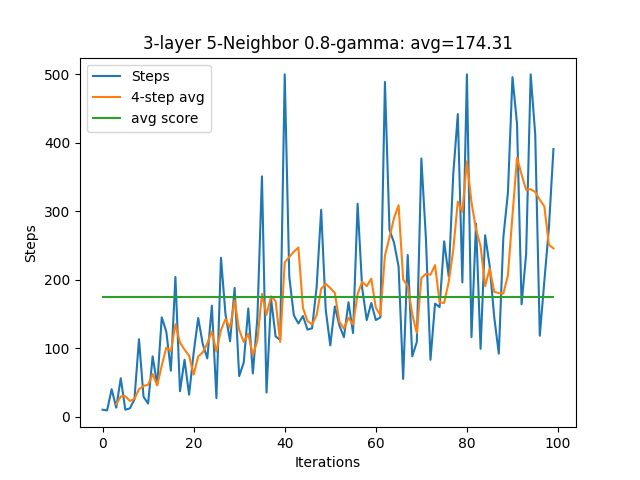 3-layer 5-Neighbor 0.8-gamma: avg=174.31
Steps
4-step avg
avg score
500
400
300
200
100
0
Steps
0 20 40 60 80 100
Iterations